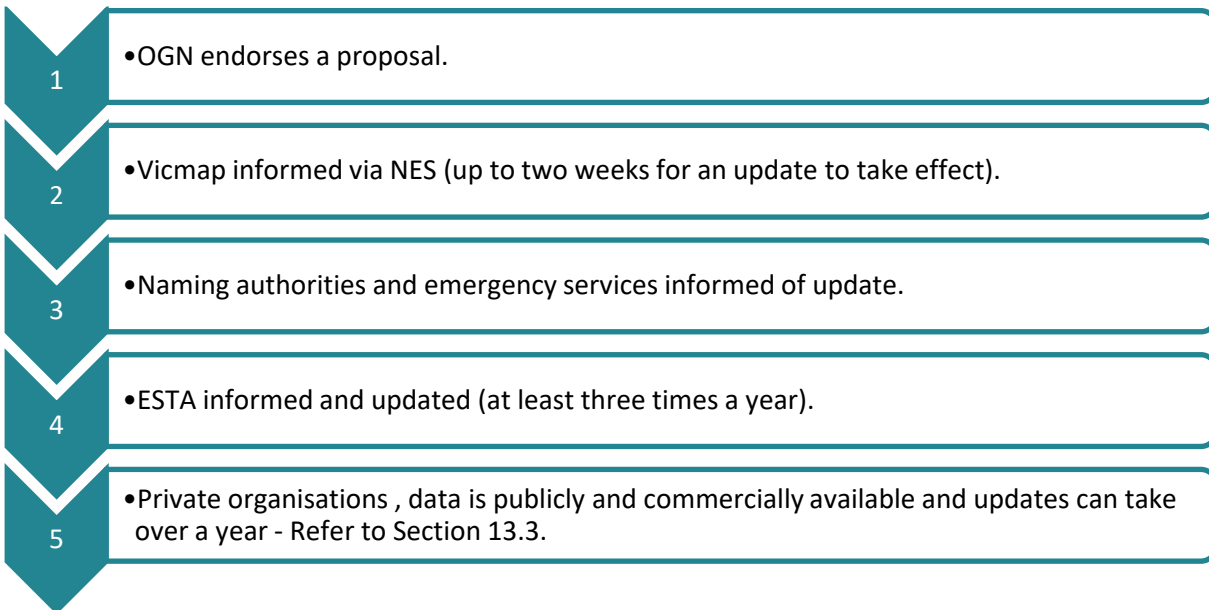 1
•OGN endorses a proposal.
2
•Vicmap informed via NES (up to two weeks for an update to take effect).
3
•Naming authorities and emergency services informed of update.
4
•ESTA informed and updated (at least three times a year).
5
•Private organisations , data is publicly and commercially available and updates can take
over a year - Refer to Section 13.3.